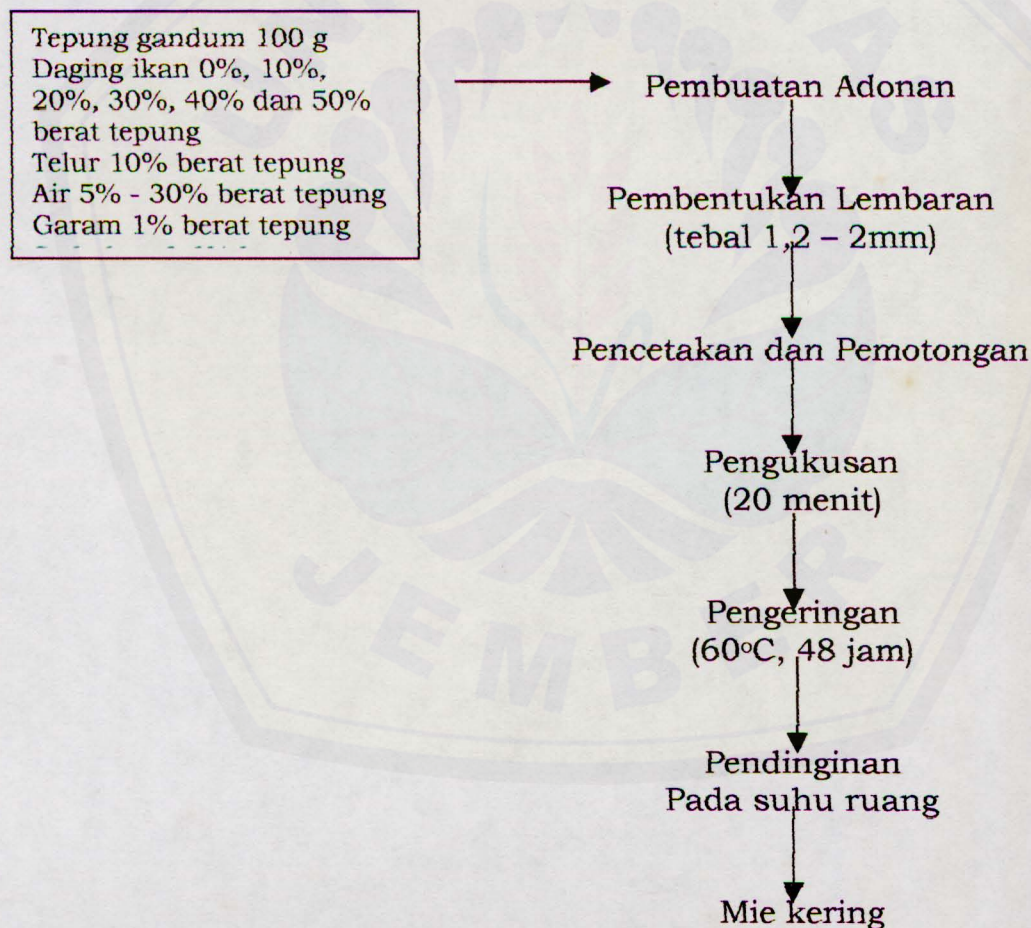 Tepung gandum 100 g
Daging ikan 0%, 10%,
20%, 30%, 40% dan 50%
berat tepung
Telur 10% berat tepung
Air 5% - 30% berat tepung
Garam 1% berat tepung
Pembuatan Adonan
Pembentukan Lembaran
(tebal 1,2 – 2mm)
Pencetakan dan Pemotongan
Pengukusan
(20 menit)
Pengeringan
(60°C, 48 jam)
Pendinginan
Pada suhu ruang
Mie kering
JEMBER